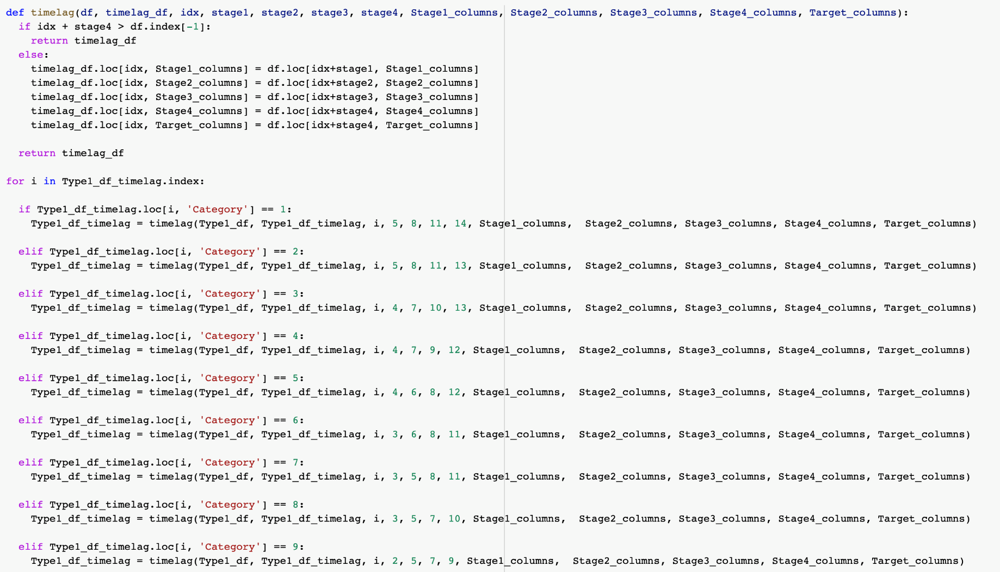 def timelag(df, timelag_df, idx, stage1, stage2, stage3, stage4, Stage1_columns, Stage2_columns, Stage3_columns, Stage4_columns, Target_columns):
  if idx + stage4 > df.index[-1]:
    return timelag_df
  else:
    timelag_df.loc[idx, Stage1_columns] = df.loc[idx+stage1, Stage1_columns]
    timelag_df.loc[idx, Stage2_columns] = df.loc[idx+stage2, Stage2_columns]
    timelag_df.loc[idx, Stage3_columns] = df.loc[idx+stage3, Stage3_columns]
    timelag_df.loc[idx, Stage4_columns] = df.loc[idx+stage4, Stage4_columns]
    timelag_df.loc[idx, Target_columns] = df.loc[idx+stage4, Target_columns]

  return timelag_df

for i in Type1_df_timelag.index:

  if Type1_df_timelag.loc[i, 'Category'] == 1:
    Type1_df_timelag = timelag(Type1_df, Type1_df_timelag, i, 5, 8, 11, 14, Stage1_columns,  Stage2_columns, Stage3_columns, Stage4_columns, Target_columns)

  elif Type1_df_timelag.loc[i, 'Category'] == 2:
    Type1_df_timelag = timelag(Type1_df, Type1_df_timelag, i, 5, 8, 11, 13, Stage1_columns,  Stage2_columns, Stage3_columns, Stage4_columns, Target_columns)

  elif Type1_df_timelag.loc[i, 'Category'] == 3:
    Type1_df_timelag = timelag(Type1_df, Type1_df_timelag, i, 4, 7, 10, 13, Stage1_columns,  Stage2_columns, Stage3_columns, Stage4_columns, Target_columns)

  elif Type1_df_timelag.loc[i, 'Category'] == 4:
    Type1_df_timelag = timelag(Type1_df, Type1_df_timelag, i, 4, 7, 9, 12, Stage1_columns,  Stage2_columns, Stage3_columns, Stage4_columns, Target_columns)

  elif Type1_df_timelag.loc[i, 'Category'] == 5:
    Type1_df_timelag = timelag(Type1_df, Type1_df_timelag, i, 4, 6, 8, 12, Stage1_columns,  Stage2_columns, Stage3_columns, Stage4_columns, Target_columns)

  elif Type1_df_timelag.loc[i, 'Category'] == 6:
    Type1_df_timelag = timelag(Type1_df, Type1_df_timelag, i, 3, 6, 8, 11, Stage1_columns,  Stage2_columns, Stage3_columns, Stage4_columns, Target_columns)

  elif Type1_df_timelag.loc[i, 'Category'] == 7:
    Type1_df_timelag = timelag(Type1_df, Type1_df_timelag, i, 3, 5, 8, 11, Stage1_columns,  Stage2_columns, Stage3_columns, Stage4_columns, Target_columns)

  elif Type1_df_timelag.loc[i, 'Category'] == 8:
    Type1_df_timelag = timelag(Type1_df, Type1_df_timelag, i, 3, 5, 7, 10, Stage1_columns,  Stage2_columns, Stage3_columns, Stage4_columns, Target_columns)

  elif Type1_df_timelag.loc[i, 'Category'] == 9:
    Type1_df_timelag = timelag(Type1_df, Type1_df_timelag, i, 2, 5, 7, 9, Stage1_columns,  Stage2_columns, Stage3_columns, Stage4_columns, Target_columns)